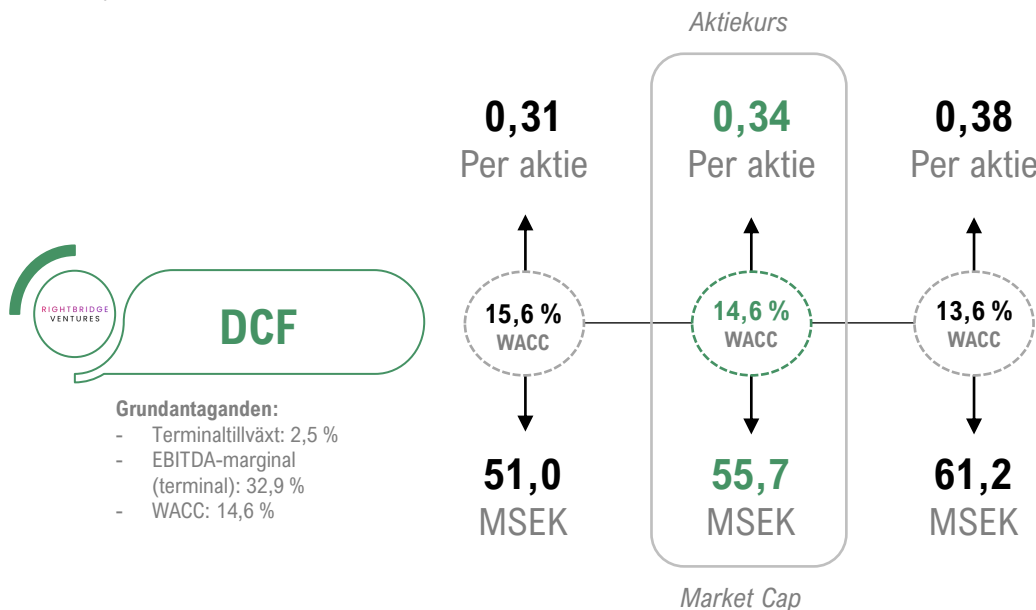 Aktiekurs
0,31
Per aktie
0,34
Per aktie
0,38
Per aktie
RIGHTBRIDGE
VENTURES
DCF
15,6 %
WACC
14,6 %
WACC
13,6 %
WACC
Grundantaganden:
- Terminaltillväxt: 2,5 %
- EBITDA-marginal
(terminal): 32,9 %
- WACC: 14,6 %
51,0
MSEK
55,7
MSEK
61,2
MSEK
Market Cap